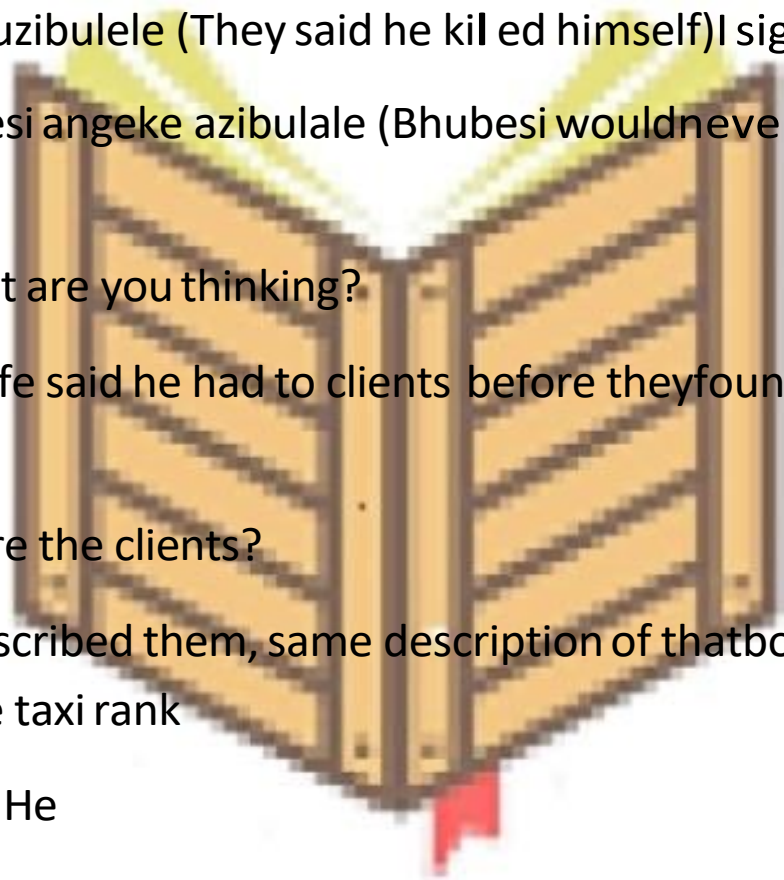 uzibulele (They said he kil ed himself)I sig
esi angeke azibulale (Bhubesi wouldneve
t are you thinking?
fe said he had to clients before theyfoun
re the clients?
scribed them, same description of thatbo
e taxi rank
He